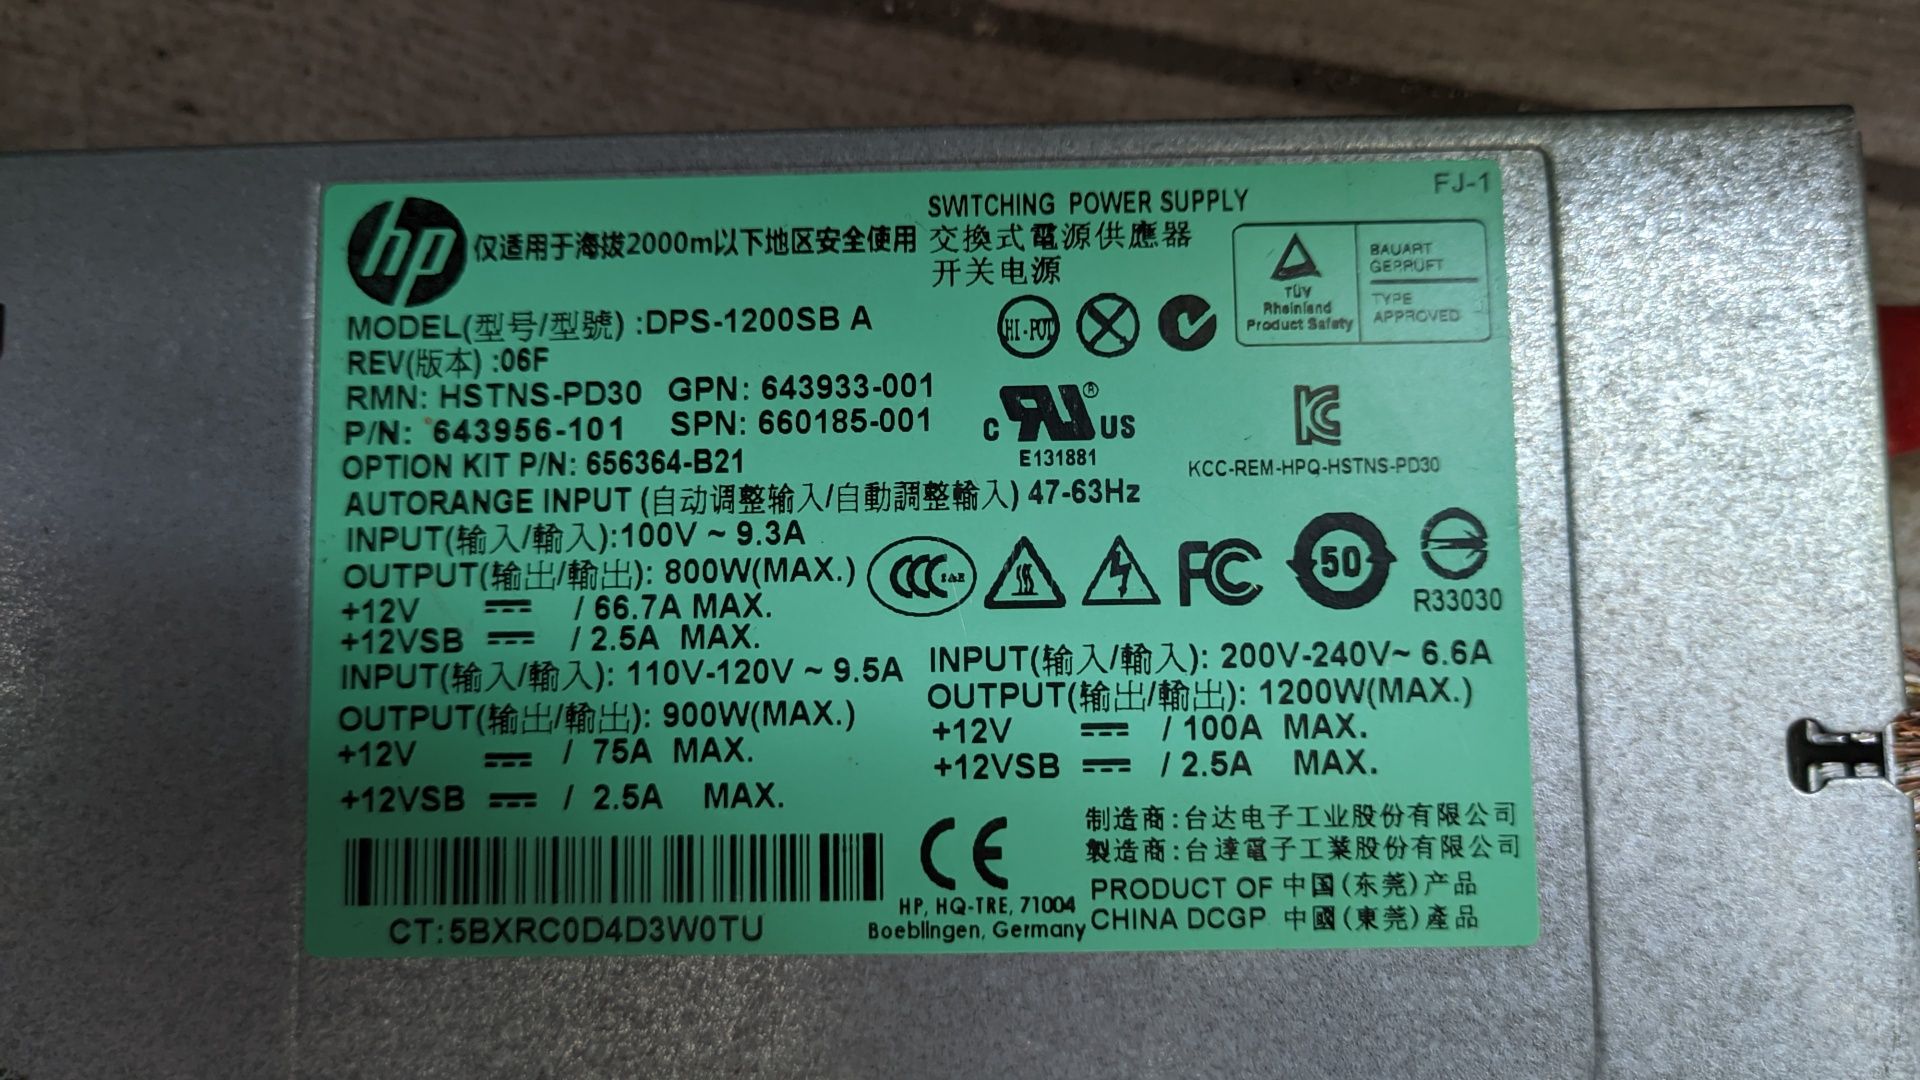 FJ-1
SWITCHING POWER SUPPLY
hp 仅适用于海拔2000m以下地区安全使用 交換式電源供應器
开关电源
TÜV
Rheinland
Product Safety
BAUART
GEPRÜFT
TYPE
APPROVED
MODEL(型号/型號) :DPS-1200SB A
HI-POT
REV(版本) :06F
RMN: HSTNS-PD30 GPN: 643933-001
P/N: 643956-101 SPN: 660185-001
c RU ® US
E131881
KC
KCC-REM-HPQ-HSTNS-PD30
OPTION KIT P/N: 656364-B21
AUTORANGE INPUT (自动调整输入/自動調整輸入) 47-63Hz
INPUT(输入/輸入):100V ~ 9.3A
OUTPUT(输出/輸出): 800W(MAX.)
+12V ⎓ / 66.7A MAX.
+12VSB ⎓ / 2.5A MAX.
CCC S&E
FC
50
R33030
INPUT(输入/輸入): 110V-120V ~ 9.5A
OUTPUT(输出/輸出): 900W(MAX.)
+12V ⎓ / 75A MAX.
+12VSB ⎓ / 2.5A MAX.
INPUT(输入/輸入): 200V-240V~ 6.6A
OUTPUT(输出/輸出): 1200W(MAX.)
+12V ⎓ / 100A MAX.
+12VSB ⎓ / 2.5A MAX.
CT:5BXRC0D4D3W0TU
CE
HP, HQ-TRE, 71004
Boeblingen, Germany
制造商:台达电子工业股份有限公司
製造商:台達電子工業股份有限公司
PRODUCT OF 中国(东莞)产品
CHINA DCGP 中國(東莞)產品